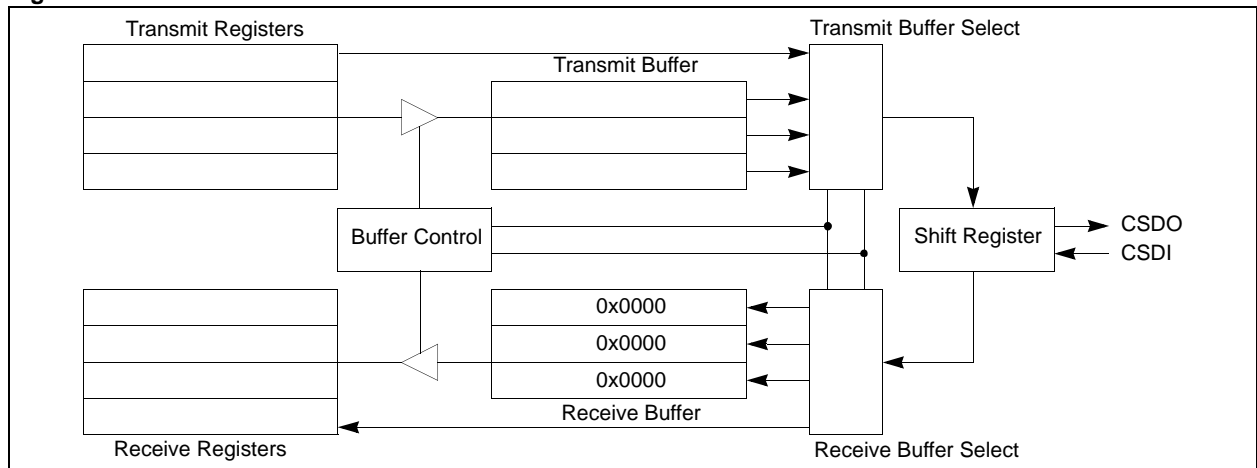 Transmit Registers
Transmit Buffer Select
Transmit Buffer
Buffer Control
Shift Register
CSDO
CSDI
0x0000
0x0000
0x0000
Receive Buffer
Receive Registers
Receive Buffer Select